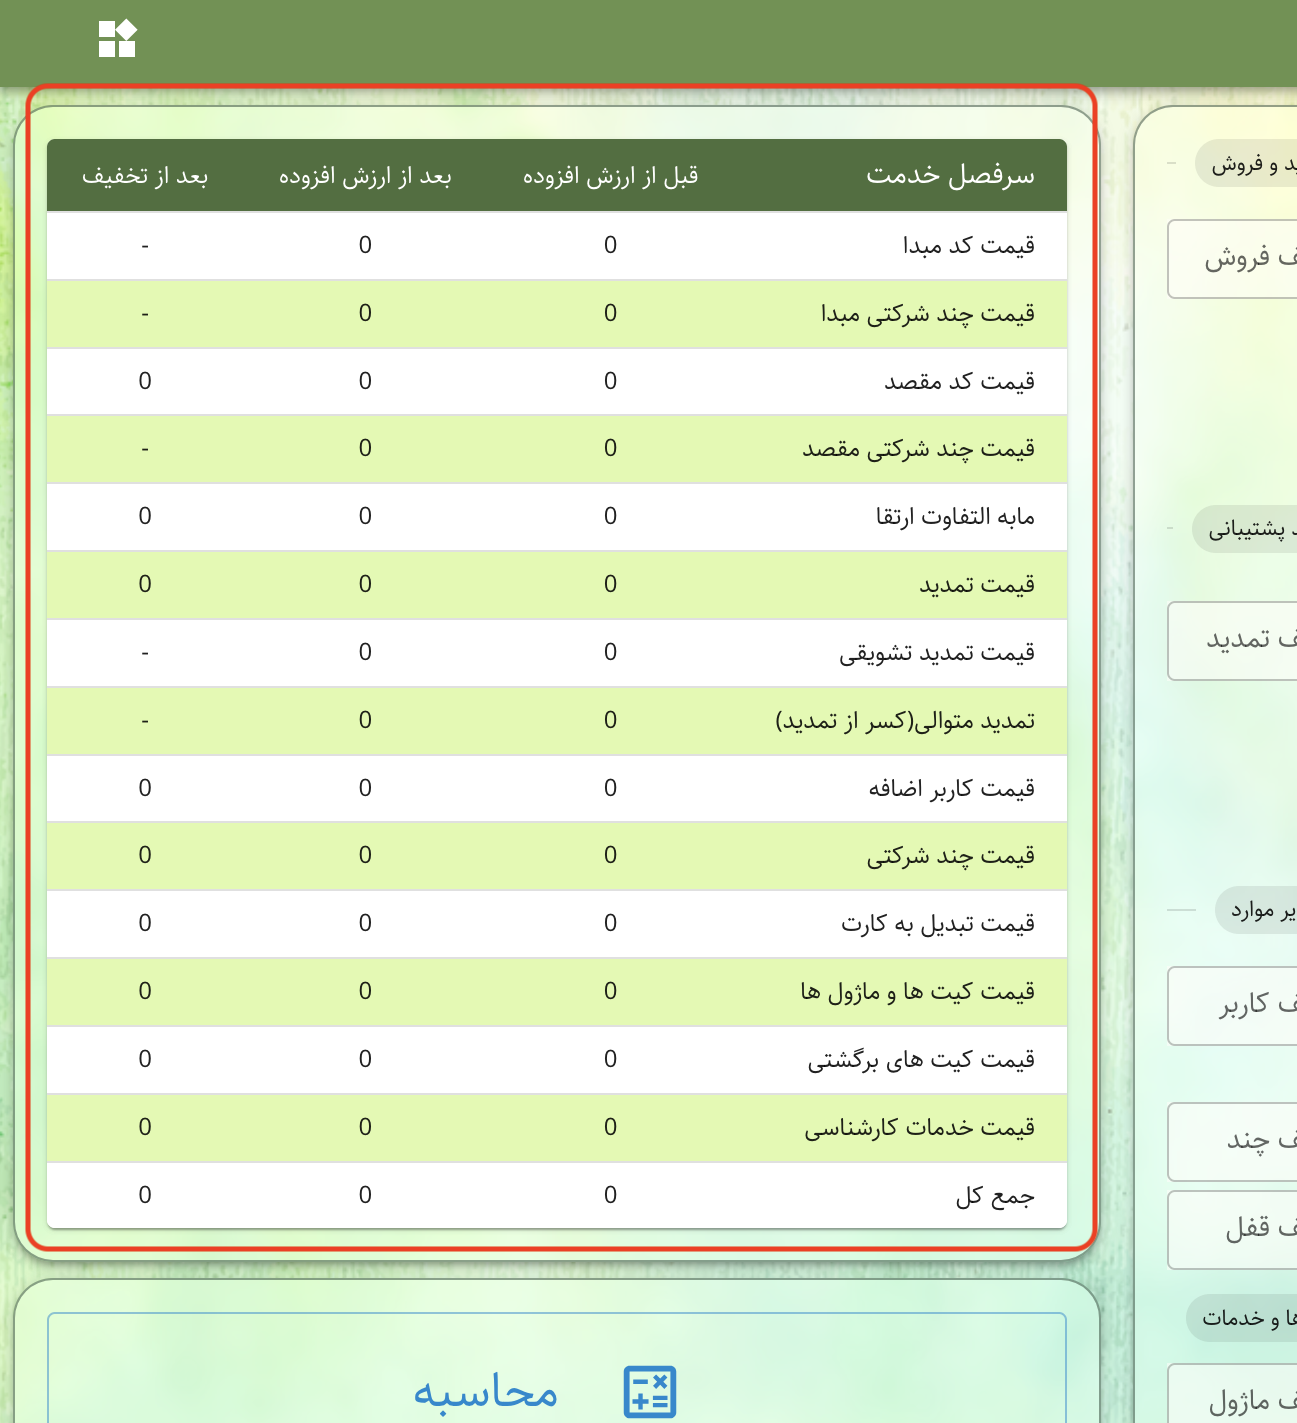 سرفصل خدمت قبل از ارزش افزوده بعد از ارزش افزوده بعد از تخفیف
قیمت کد مبدا 0 0 -
قیمت چند شرکتی مبدا 0 0 -
قیمت کد مقصد 0 0 0
قیمت چند شرکتی مقصد 0 0 -
مابه التفاوت ارتقا 0 0 0
قیمت تمدید 0 0 0
قیمت تمدید تشویقی 0 0 -
تمدید متوالی(کسر از تمدید) 0 0 -
قیمت کاربر اضافه 0 0 0
قیمت چند شرکتی 0 0 0
قیمت تبدیل به کارت 0 0 0
قیمت کیت ها و ماژول ها 0 0 0
قیمت کیت های برگشتی 0 0 0
قیمت خدمات کارشناسی 0 0 0
جمع کل 0 0 0
محاسبه
و فروش
فروش
پشتیبانی
تمدید
موارد
کاربر
چند
قفل
و خدمات
ماژول